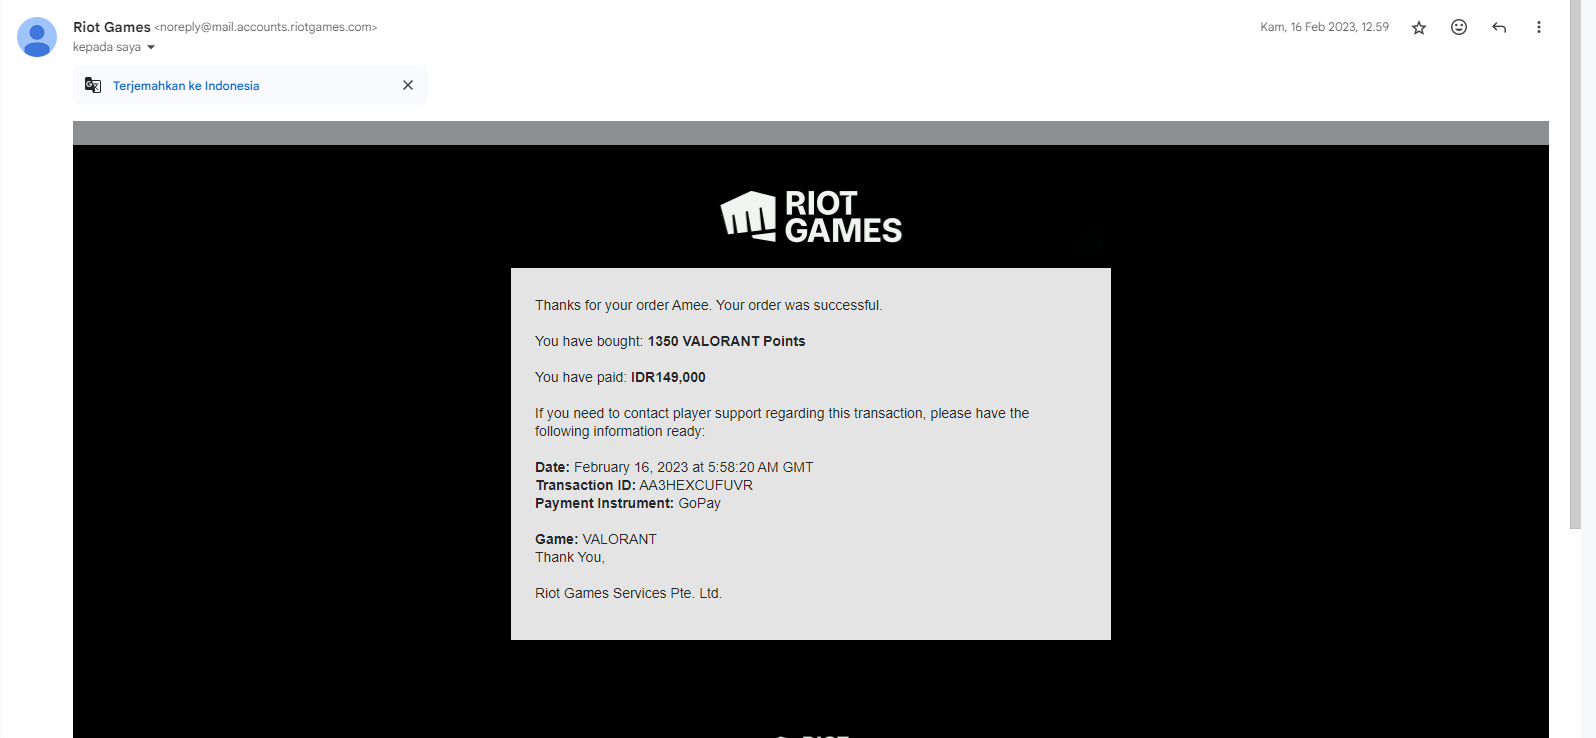 Riot Games <noreply@mail.accounts.riotgames.com>
Kam, 16 Feb 2023, 12.59
kepada saya
Terjemahkan ke Indonesia
RIOT
GAMES
Thanks for your order Amee. Your order was successful.
You have bought: 1350 VALORANT Points
You have paid: IDR149,000
If you need to contact player support regarding this transaction, please have the
following information ready:
Date: February 16, 2023 at 5:58:20 AM GMT
Transaction ID: AA3HEXCUFUVR
Payment Instrument: GoPay
Game: VALORANT
Thank You,
Riot Games Services Pte. Ltd.